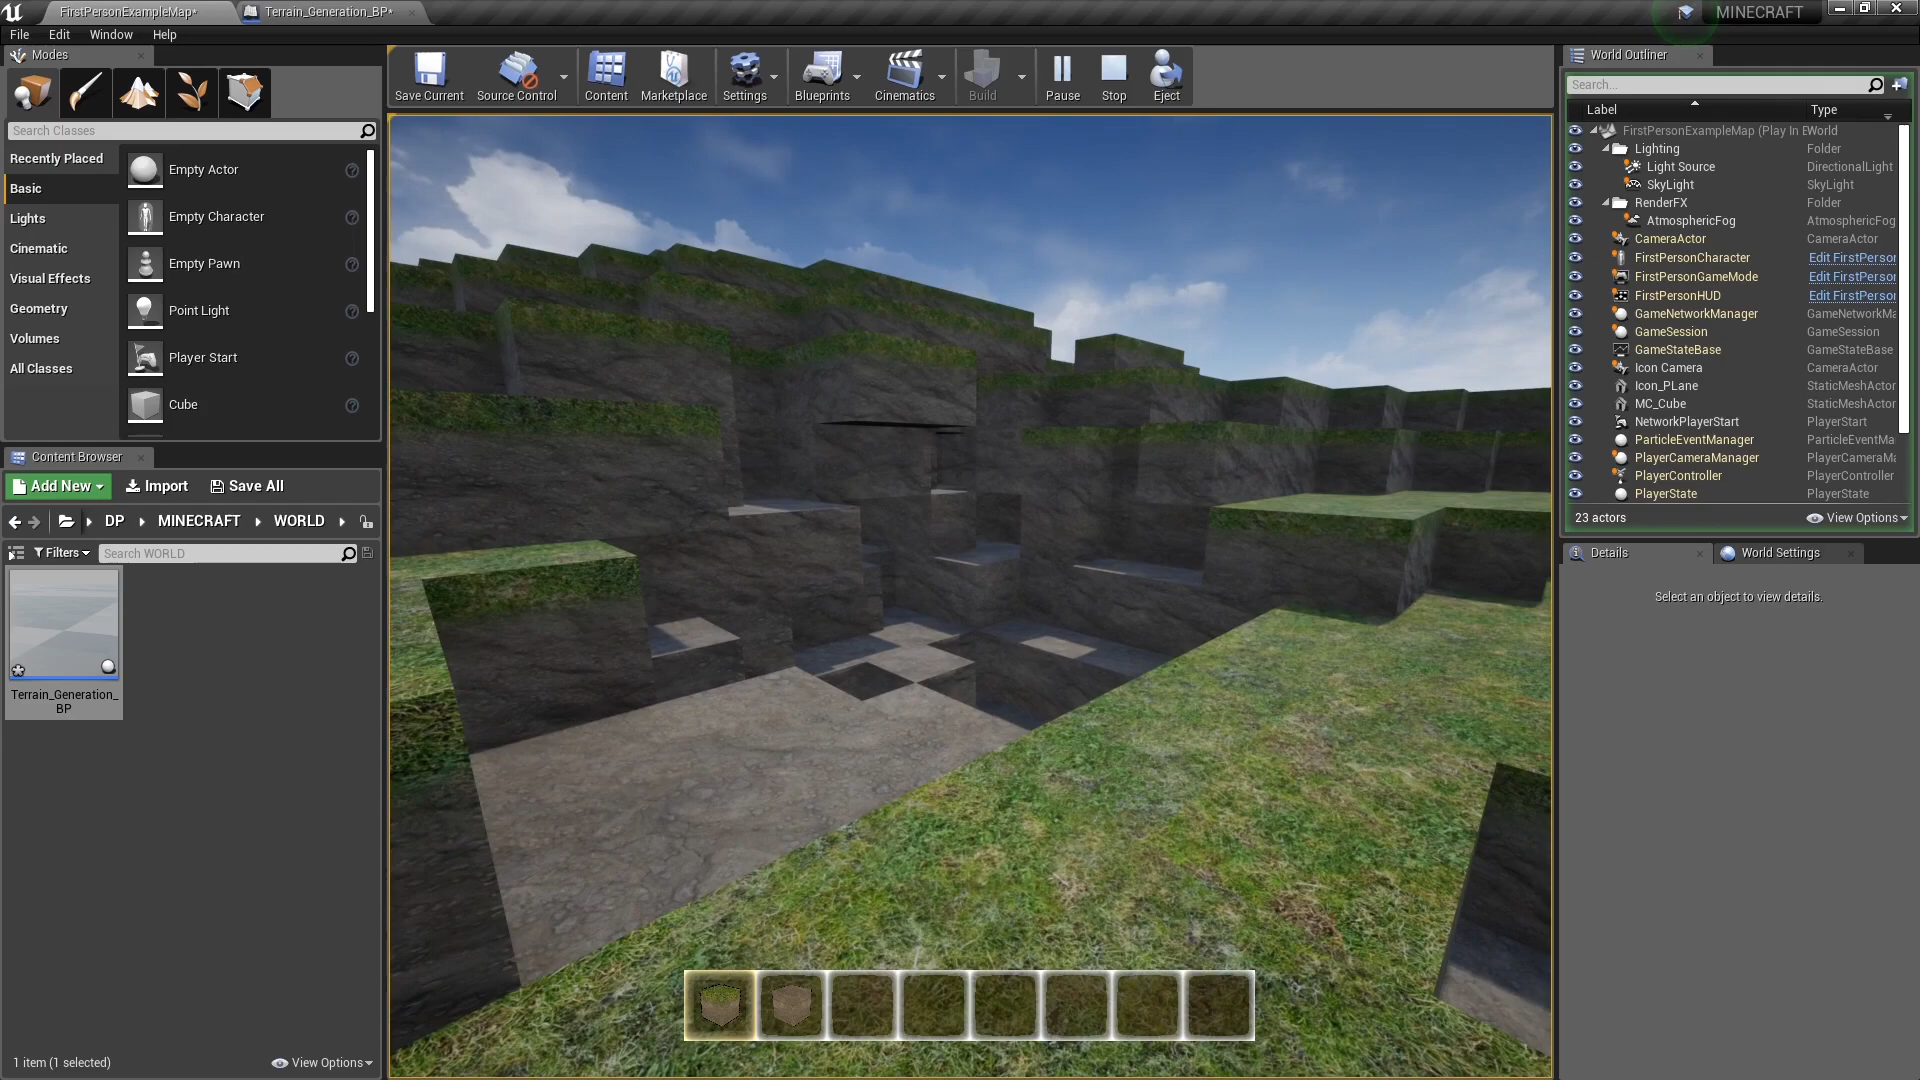 FirstPersonExampleMap*
Terrain_Generation_BP*
MINECRAFT
File
Edit
Window
Help
Modes
Search Classes
Recently Placed
Basic
Lights
Cinematic
Visual Effects
Geometry
Volumes
All Classes
Empty Actor
Empty Character
Empty Pawn
Point Light
Player Start
Cube
Content Browser
Add New
Import
Save All
DP
MINECRAFT
WORLD
Filters
Search WORLD
Terrain_Generation_
BP
1 item (1 selected)
View Options
Save Current
Source Control
Content
Marketplace
Settings
Blueprints
Cinematics
Build
Pause
Stop
Eject
World Outliner
Search...
Label
Type
FirstPersonExampleMap (Play In E
World
Lighting
Folder
Light Source
DirectionalLight
SkyLight
SkyLight
RenderFX
Folder
AtmosphericFog
AtmosphericFog
CameraActor
CameraActor
FirstPersonCharacter
Edit FirstPerson
FirstPersonGameMode
Edit FirstPerson
FirstPersonHUD
Edit FirstPerson
GameNetworkManager
GameNetworkMa
GameSession
GameSession
GameStateBase
GameStateBase
Icon Camera
CameraActor
Icon_PLane
StaticMeshActor
MC_Cube
StaticMeshActor
NetworkPlayerStart
PlayerStart
ParticleEventManager
ParticleEventMa
PlayerCameraManager
PlayerCameraMa
PlayerController
PlayerController
PlayerState
PlayerState
23 actors
View Options
Details
World Settings
Select an object to view details.